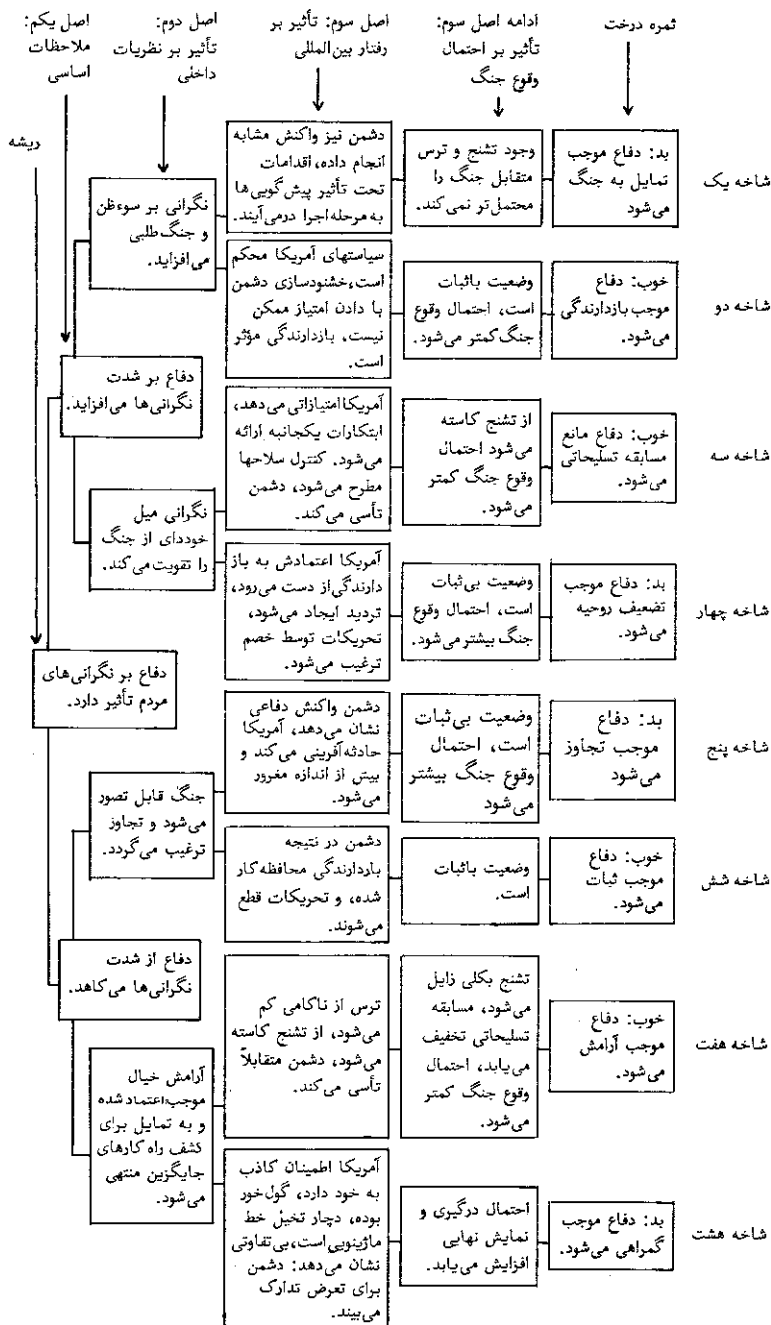 ریشه
اصل یکم:
ملاحظات
اساسی
اصل دوم:
تأثیر بر نظریات
داخلی
اصل سوم: تأثیر بر
رفتار بین‌المللی
ادامه اصل سوم:
تأثیر بر احتمال
وقوع جنگ
ثمره درخت
دفاع بر نگرانی‌های
مردم تأثیر دارد.
دفاع بر شدت
نگرانی‌ها می‌افزاید.
دفاع از شدت
نگرانی‌ها می‌کاهد.
نگرانی بر سوءظن
و جنگ‌طلبی
می‌افزاید.
نگرانی میل
خوددای از جنگ
را تقویت می‌کند.
جنگ قابل تصور
می‌شود و تجاوز
ترغیب می‌گردد.
آرامش خیال
موجب اعتماد شده
و به تمایل برای
کشف راه کارهای
جایگزین منتهی
می‌شود.
شاخه یک
دشمن نیز واکنش مشابه
انجام داده، اقدامات
تحت تأثیر پیش‌گویی‌ها
به مرحله اجرا درمی‌آیند.
وجود تشنج و ترس
متقابل جنگ را
محتمل‌تر نمی‌کند.
بد: دفاع موجب
تمایل به جنگ
می‌شود
شاخه دو
سیاستهای آمریکا محکم
است، خشنودسازی دشمن
با دادن امتیاز ممکن
نیست، بازدارندگی مؤثر
است.
وضعیت باثبات
است، احتمال وقوع
جنگ کمتر می‌شود.
خوب: دفاع
موجب بازدارندگی
می‌شود.
شاخه سه
آمریکا امتیازاتی می‌دهد،
ابتکارات یکجانبه ارائه
می‌شود. کنترل سلاحها
مطرح می‌شود، دشمن
تأسی می‌کند.
از تشنج کاسته
می‌شود احتمال
وقوع جنگ کمتر
می‌شود.
خوب: دفاع مانع
مسابقه تسلیحاتی
می‌شود.
شاخه چهار
آمریکا اعتمادش به باز
دارندگی از دست می‌رود،
تردید ایجاد می‌شود،
تحریکات توسط خصم
ترغیب می‌شود.
وضعیت بی‌ثبات
است، احتمال وقوع
جنگ بیشتر می‌شود.
بد: دفاع موجب
تضعیف روحیه
می‌شود.
شاخه پنج
دشمن واکنش دفاعی
نشان می‌دهد، آمریکا
حادثه‌آفرینی می‌کند و
بیش از اندازه مغرور
می‌شود.
وضعیت بی‌ثبات
است، احتمال
وقوع جنگ بیشتر
می‌شود
بد: دفاع
موجب تجاوز
می‌شود
شاخه شش
دشمن در نتیجه
باردارندگی محافظه‌کار
شده، و تحریکات قطع
می‌شوند.
وضعیت باثبات
است.
خوب: دفاع
موجب ثبات
می‌شود.
شاخه هفت
ترس از ناکامی کم
می‌شود، از تشنج کاسته
می‌شود، دشمن متقابلاً
تأسی می‌کند.
تشنج بکلی زایل
می‌شود، مسابقه
تسلیحاتی تخفیف
می‌یابد، احتمال
وقوع جنگ کمتر
می‌شود.
خوب: دفاع
موجب آرامش
می‌شود.
شاخه هشت
آمریکا اطمینان کاذب
به خود دارد، گول‌خور
بوده، دچار تخیل خط
ماژینویی است، بی‌تفاوتی
نشان می‌دهد: دشمن
برای تعرض تدارک
می‌بیند.
احتمال درگیری و
نمایش نهایی
افزایش می‌یابد.
بد: دفاع موجب
گمراهی می‌شود.